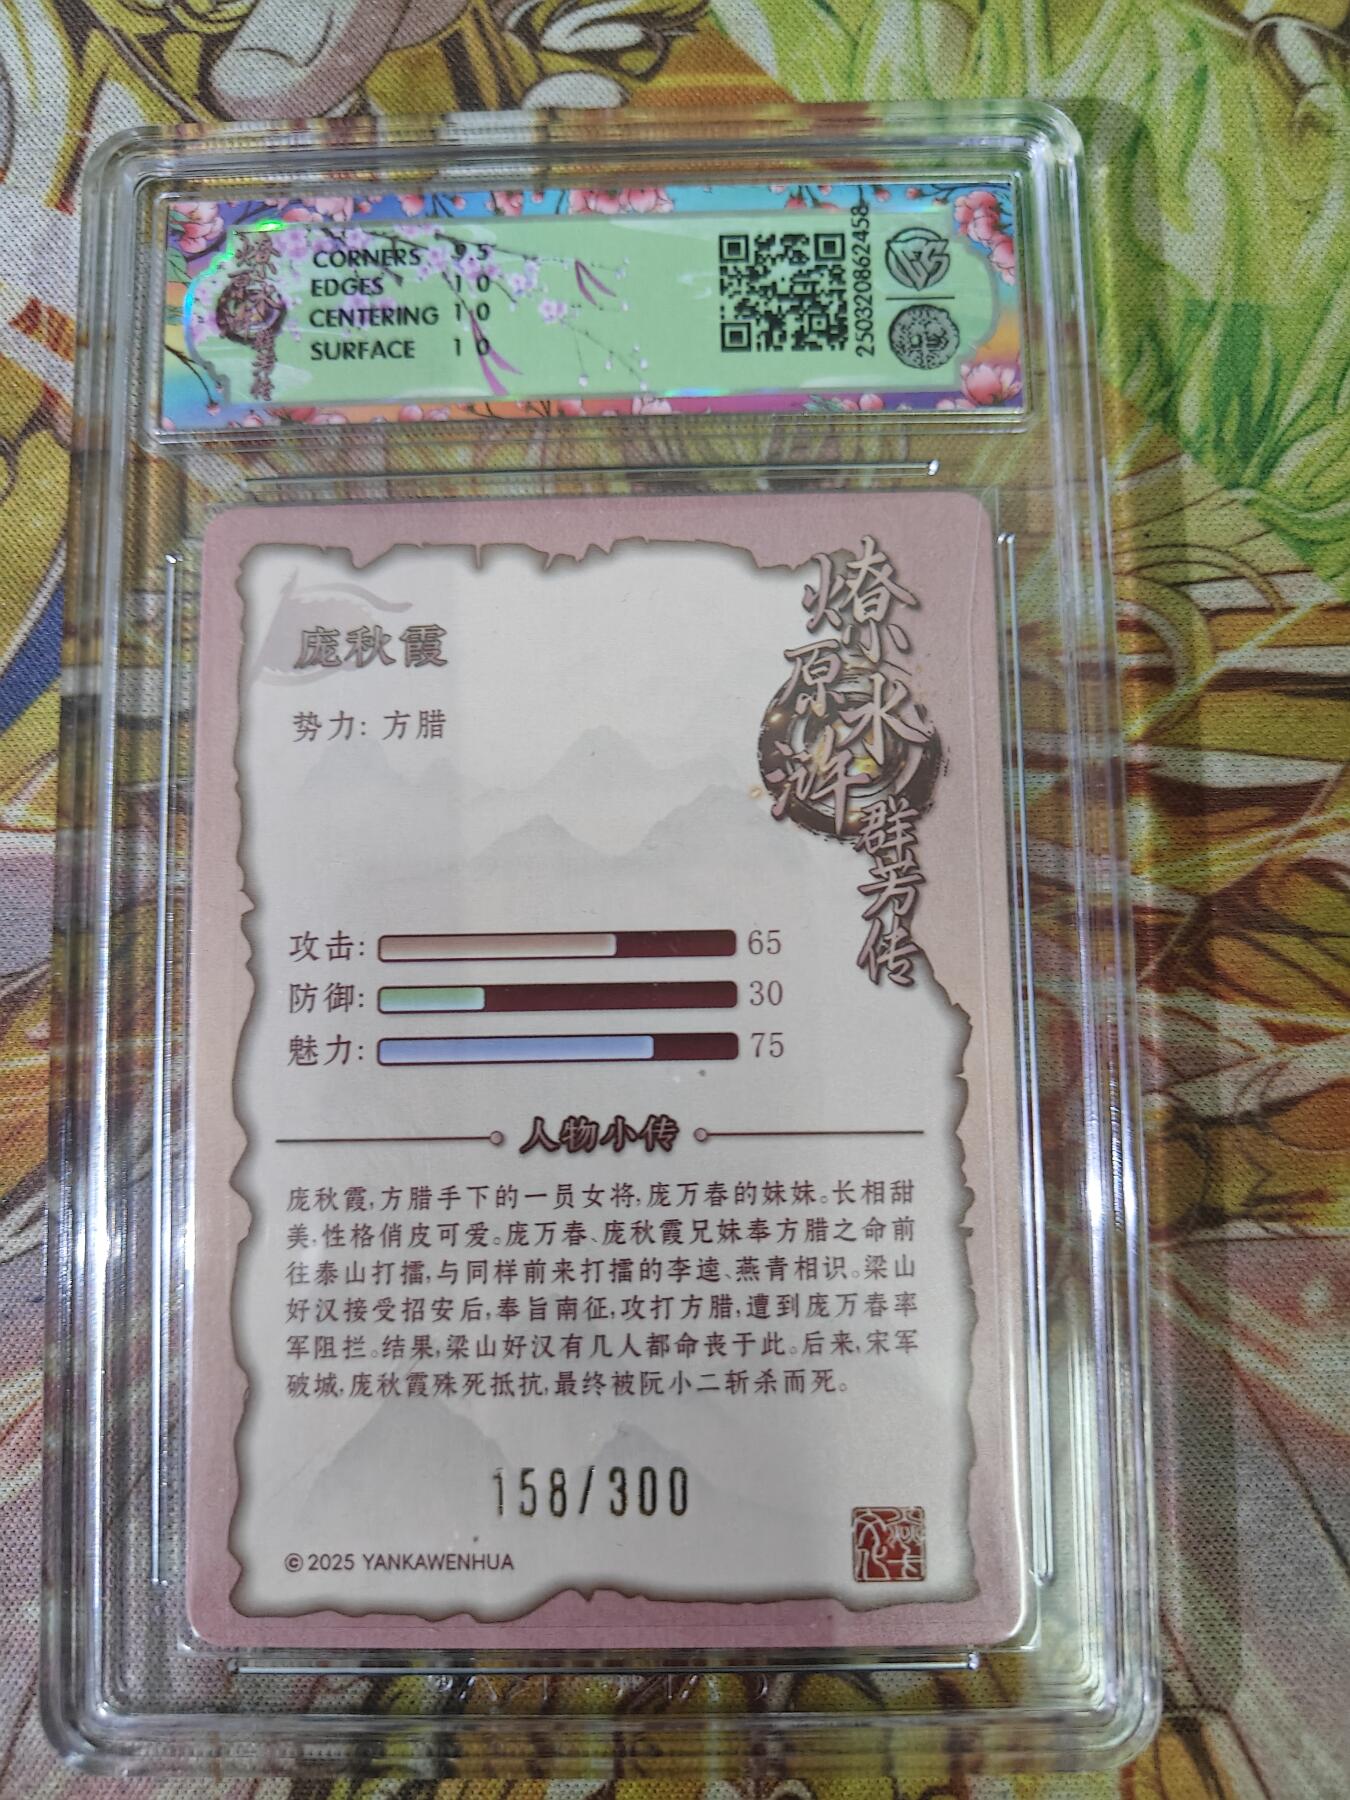 CORNERS 9.5
EDGES 10
CENTERING 10
SURFACE 10
2503208862458
燎原水浒群芳传
庞秋霞
势力: 方腊
攻击: 65
防御: 30
魅力: 75
人物小传
庞秋霞,方腊手下的一员女将,庞万春的妹妹。长相甜
美,性格俏皮可爱。庞万春、庞秋霞兄妹奉方腊之命前
往泰山打擂,与同样前来打擂的李逵、燕青相识。梁山
好汉接受招安后,奉旨南征,攻打方腊,遭到庞万春率
军阻拦。结果,梁山好汉有几人都命丧于此。后来,宋军
破城,庞秋霞殊死抵抗,最终被阮小二斩杀而死。
158/300
©2025 YANKAWENHUA